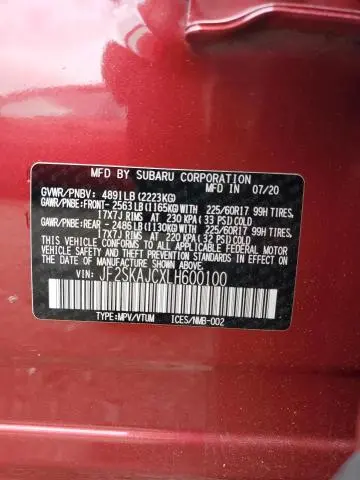 MFD BY SUBARU CORPORATION
MFD IN 07/20
GVWR/PNBV: 4891LB(2223KG)
GAWR/PNBE:FRONT- 2563LB(1165KG)WITH 225/60R17 99H TIRES,
17X7J RIMS AT 230 KPA(33 PSI)COLD
GAWR/PNBE:REAR - 2486LB(1130KG)WITH 225/60R17 99H TIRES,
17X7J RIMS AT 220 KPA(32 PSI)COLD
THIS VEHICLE CONFORMS TO ALL APPLICABLE FEDERAL MOTOR
VEHICLE SAFETY AND THEFT PREVENTION STANDARDS IN EFFECT
ON THE DATE OF MANUFACTURE SHOWN ABOVE.
VIN: JF2SKAJCXLH600100
TYPE:MPV/VTUM ICES/NMB-002